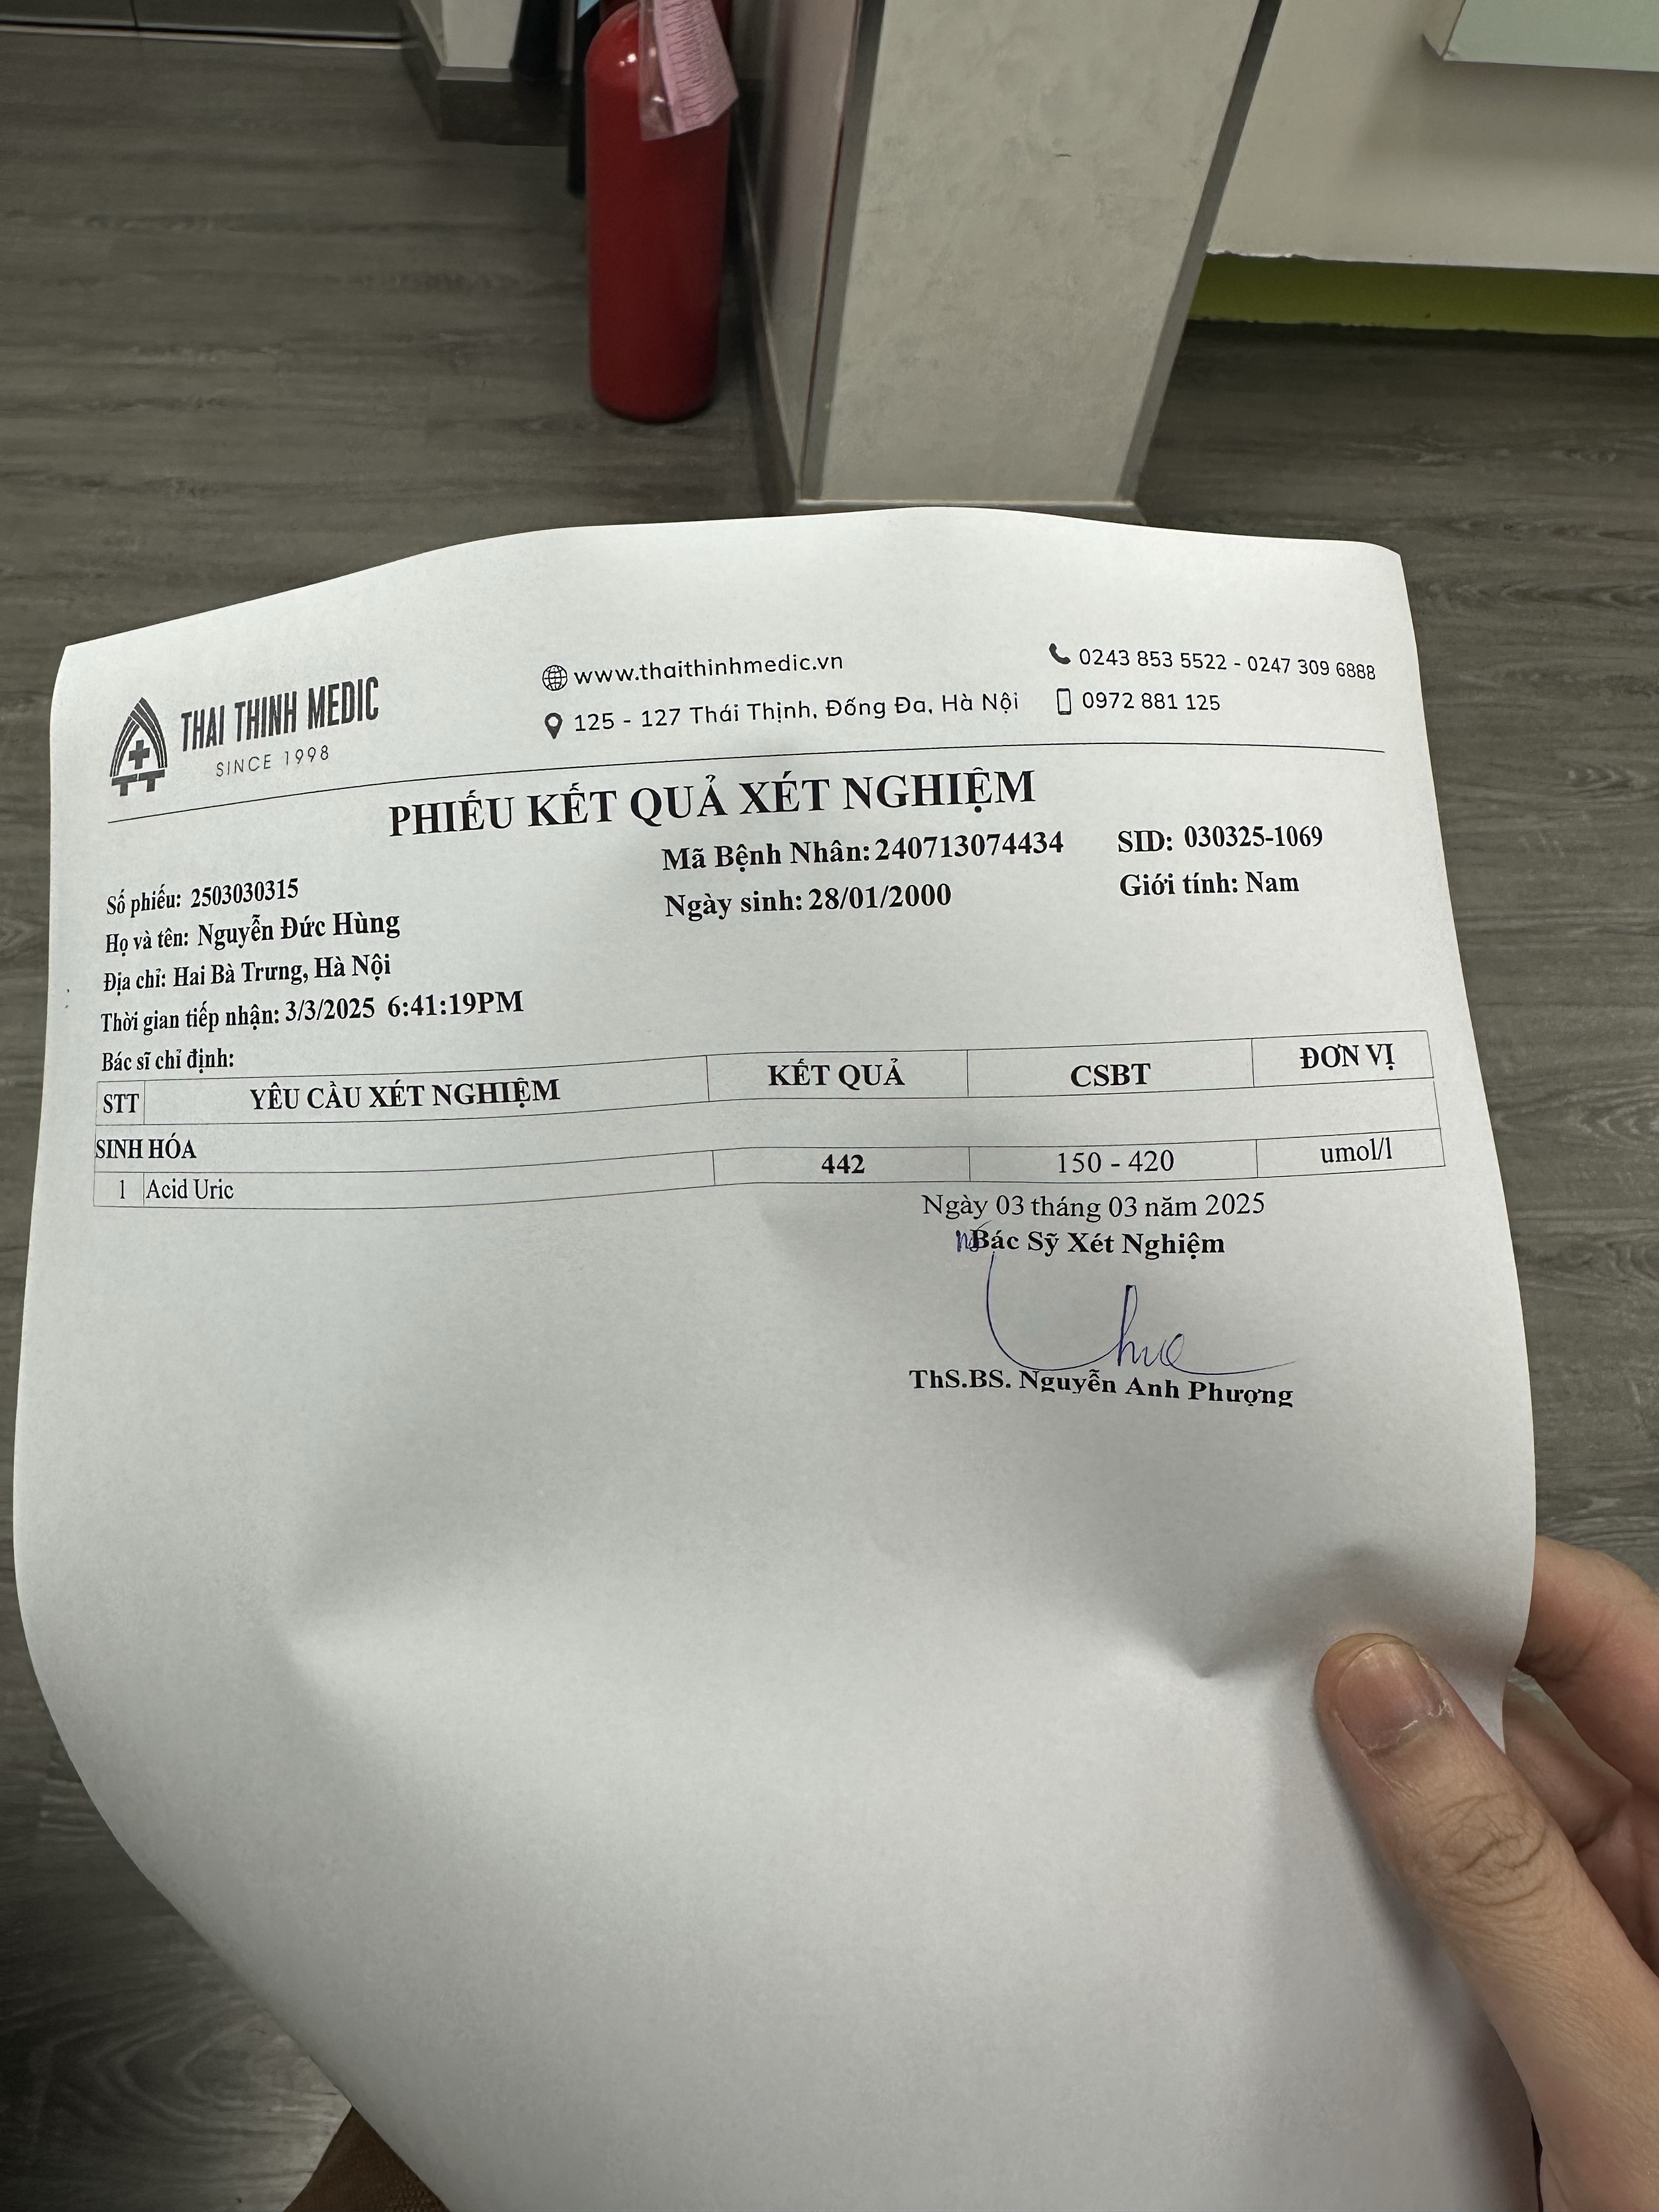 THAI THINH MEDIC
SINCE 1998
www.thaithinhmedic.vn
125 - 127 Thái Thịnh, Đống Đa, Hà Nội
0243 853 5522 - 0247 309 6888
0972 881 125
PHIẾU KẾT QUẢ XÉT NGHIỆM
Mã Bệnh Nhân: 240713074434 SID: 030325-1069
Số phiếu: 2503030315
Ngày sinh: 28/01/2000 Giới tính: Nam
Họ và tên: Nguyễn Đức Hùng
Địa chỉ: Hai Bà Trưng, Hà Nội
Thời gian tiếp nhận: 3/3/2025 6:41:19PM
Bác sĩ chỉ định:
STT YÊU CẦU XÉT NGHIỆM KẾT QUẢ CSBT ĐƠN VỊ
SINH HÓA
1 Acid Uric 442 150 - 420 umol/l
Ngày 03 tháng 03 năm 2025
Bác Sỹ Xét Nghiệm
ThS.BS. Nguyễn Anh Phượng